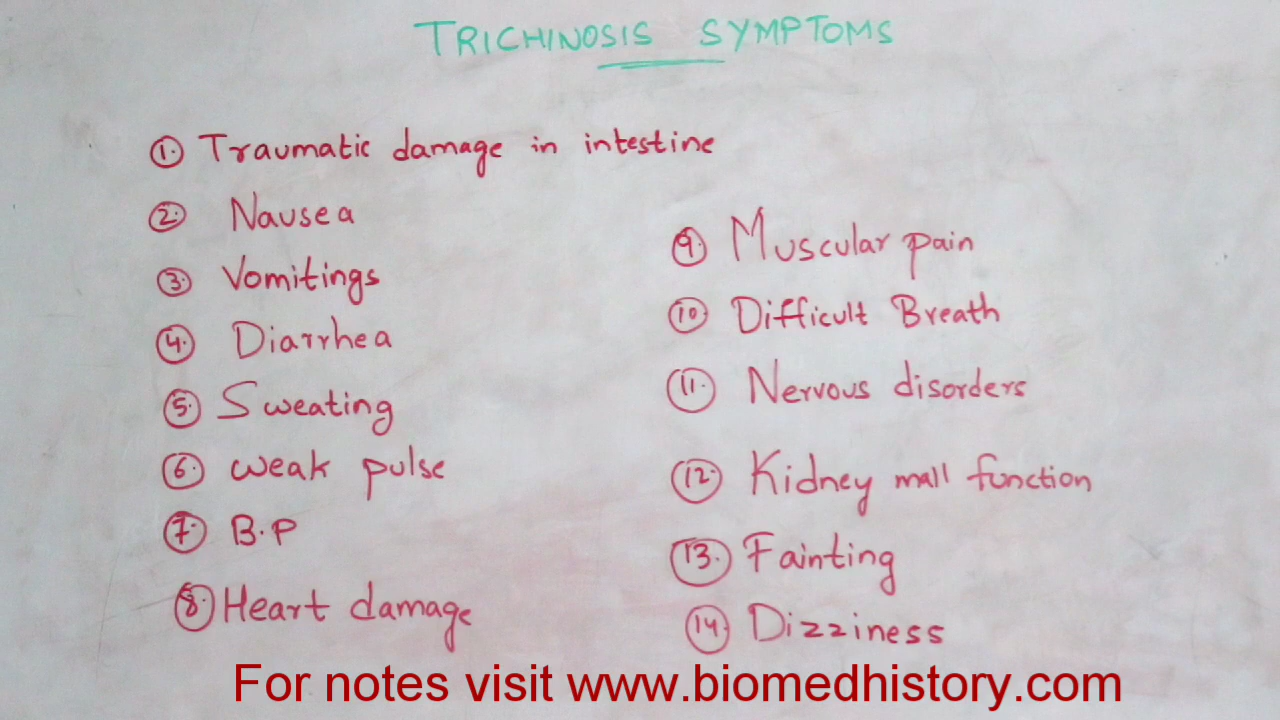 TRICHINOSIS SYMPTOMS
1. Traumatic damage in intestine
2. Nausea
3. Vomitings
4. Diarrhea
5. Sweating
6. weak pulse
7. B.P
8. Heart damage
9. Muscular pain
10. Difficult Breath
11. Nervous disorders
12. Kidney mall function
13. Fainting
14. Dizziness
For notes visit www.biomedhistory.com